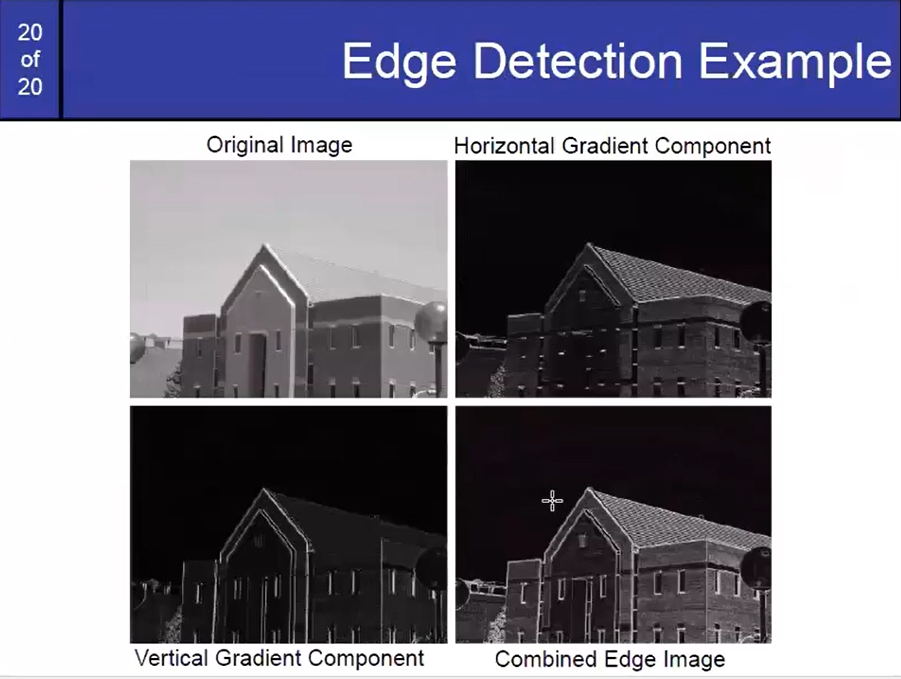 20
of
20
Edge Detection Example
Original Image
Horizontal Gradient Component
Vertical Gradient Component
Combined Edge Image